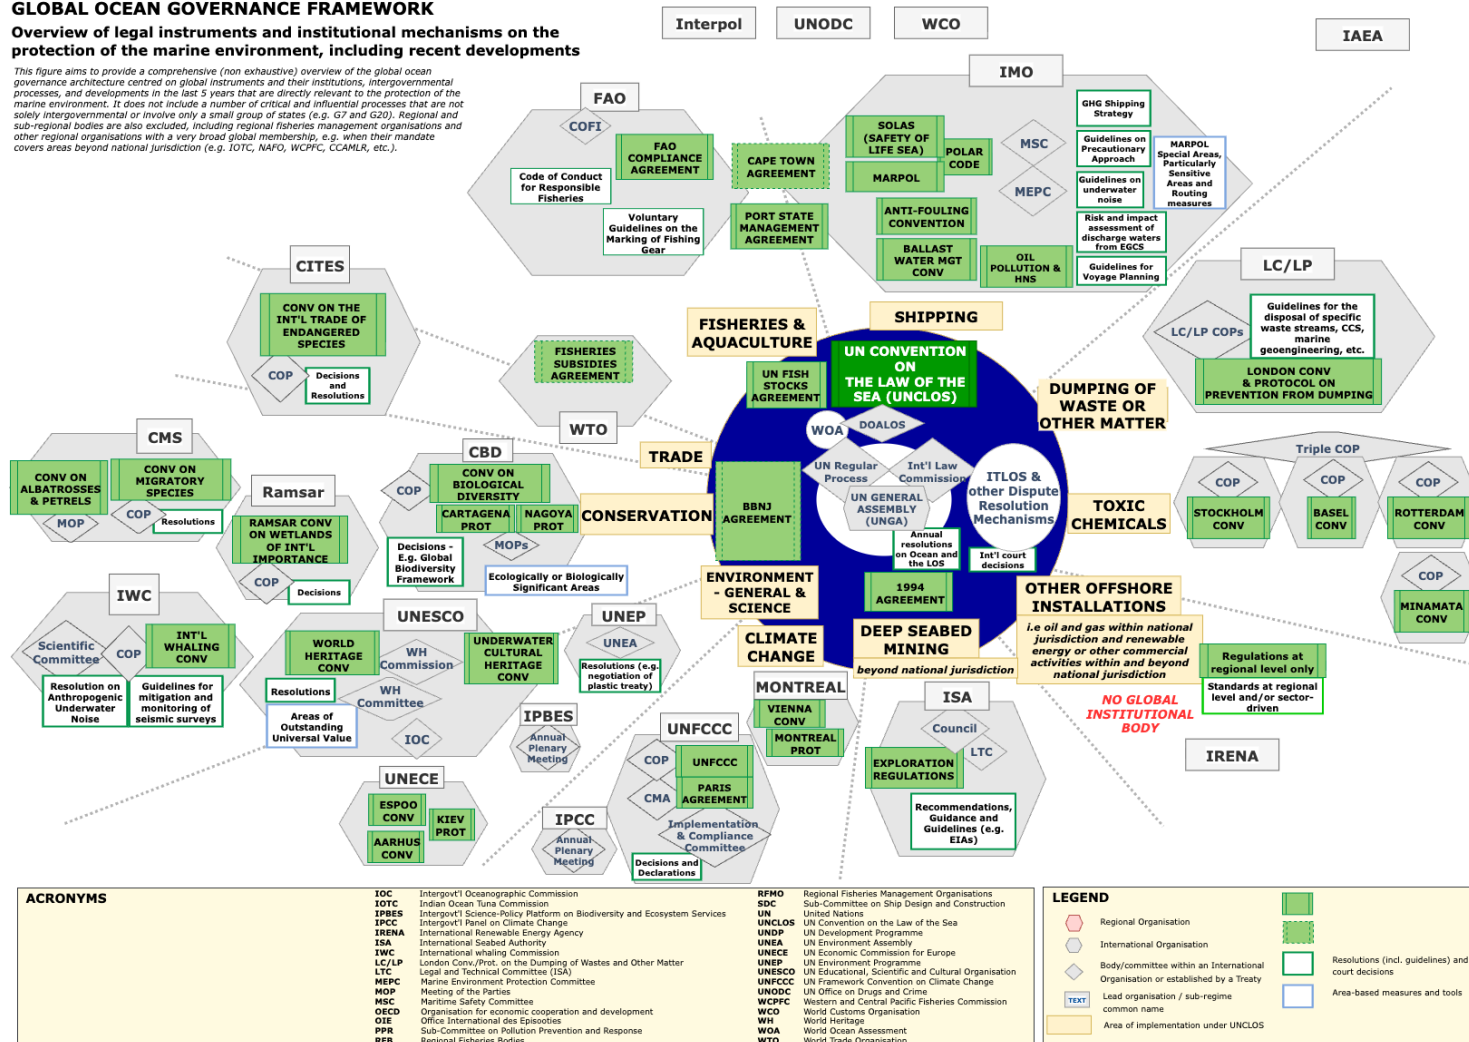 GLOBAL OCEAN GOVERNANCE FRAMEWORK
Overview of legal instruments and institutional mechanisms on the
protection of the marine environment, including recent developments
This figure aims to provide a comprehensive (non exhaustive) overview of the global ocean
governance architecture centred on global instruments and their institutions, intergovernmental
processes, and developments in the last 5 years that are directly relevant to the protection of the
marine environment. It does not include a number of critical and influential processes that are not
solely intergovernmental or involve only a small group of states (e.g. G7 and G20). Regional and
sub-regional bodies are also excluded, including regional fisheries management organisations and
other regional organisations with a very broad global membership, e.g. when their mandate
covers areas beyond national jurisdiction (e.g. IOTC, NAFO, WCPFC, CCAMLR, etc.).
Interpol
UNODC
WCO
IAEA
FAO
COFI
FAO
COMPLIANCE
AGREEMENT
Code of Conduct
for Responsible
Fisheries
Voluntary
Guidelines on the
Marking of Fishing
Gear
CAPE TOWN
AGREEMENT
PORT STATE
MANAGEMENT
AGREEMENT
IMO
SOLAS
(SAFETY OF
LIFE SEA)
POLAR
CODE
MARPOL
ANTI-FOULING
CONVENTION
BALLAST
WATER MGT
CONV
OIL
POLLUTION &
HNS
MSC
MEPC
GHG Shipping
Strategy
Guidelines on
Precautionary
Approach
Guidelines on
underwater
noise
Risk and impact
assessment of
discharge waters
from EGCS
Guidelines for
Voyage Planning
MARPOL
Special Areas,
Particularly
Sensitive
Areas and
Routing
measures
LC/LP
LC/LP COPs
Guidelines for the
disposal of specific
waste streams, CCS,
marine
geoengineering, etc.
LONDON CONV
& PROTOCOL ON
PREVENTION FROM DUMPING
CITES
CONV ON THE
INT'L TRADE OF
ENDANGERED
SPECIES
COP
Decisions
and
Resolutions
FISHERIES
SUBSIDIES
AGREEMENT
WTO
FISHERIES &
AQUACULTURE
SHIPPING
UN CONVENTION
ON
THE LAW OF THE
SEA (UNCLOS)
UN FISH
STOCKS
AGREEMENT
WOA
DOALOS
UN Regular
Process
Int'l Law
Commission
UN GENERAL
ASSEMBLY
(UNGA)
ITLOS &
other Dispute
Resolution
Mechanisms
Annual
resolutions
on Ocean and
the LOS
Int'l court
decisions
BBNJ
AGREEMENT
1994
AGREEMENT
DUMPING OF
WASTE OR
OTHER MATTER
TRADE
CONSERVATION
TOXIC
CHEMICALS
ENVIRONMENT
- GENERAL &
SCIENCE
CLIMATE
CHANGE
DEEP SEABED
MINING
beyond national jurisdiction
OTHER OFFSHORE
INSTALLATIONS
i.e oil and gas within national
jurisdiction and renewable
energy or other commercial
activities within and beyond
national jurisdiction
Regulations at
regional level only
Standards at regional
level and/or sector-
driven
NO GLOBAL
INSTITUTIONAL
BODY
IRENA
Triple COP
COP
STOCKHOLM
CONV
COP
BASEL
CONV
COP
ROTTERDAM
CONV
COP
MINAMATA
CONV
CMS
CONV ON
ALBATROSSES
& PETRELS
CONV ON
MIGRATORY
SPECIES
MOP
COP
Resolutions
Ramsar
RAMSAR CONV
ON WETLANDS
OF INT'L
IMPORTANCE
COP
Decisions
CBD
COP
CONV ON
BIOLOGICAL
DIVERSITY
CARTAGENA
PROT
NAGOYA
PROT
MOPs
Decisions -
E.g. Global
Biodiversity
Framework
Ecologically or Biologically
Significant Areas
IWC
Scientific
Committee
COP
INT'L
WHALING
CONV
Resolution on
Anthropogenic
Underwater
Noise
Guidelines for
mitigation and
monitoring of
seismic surveys
UNESCO
WORLD
HERITAGE
CONV
WH
Commission
UNDERWATER
CULTURAL
HERITAGE
CONV
Resolutions
WH
Committee
Areas of
Outstanding
Universal Value
IOC
UNEP
UNEA
Resolutions (e.g.
negotiation of
plastic treaty)
IPBES
Annual
Plenary
Meeting
UNECE
ESPOO
CONV
KIEV
PROT
AARHUS
CONV
IPCC
Annual
Plenary
Meeting
UNFCCC
COP
UNFCCC
CMA
PARIS
AGREEMENT
Implementation
& Compliance
Committee
Decisions and
Declarations
MONTREAL
VIENNA
CONV
MONTREAL
PROT
ISA
Council
LTC
EXPLORATION
REGULATIONS
Recommendations,
Guidance and
Guidelines (e.g.
EIAs)
ACRONYMS
IOC Intergovt'l Oceanographic Commission
IOTC Indian Ocean Tuna Commission
IPBES Intergovt'l Science-Policy Platform on Biodiversity and Ecosystem Services
IPCC Intergovt'l Panel on Climate Change
IRENA International Renewable Energy Agency
ISA International Seabed Authority
IWC International whaling Commission
LC/LP London Conv./Prot. on the Dumping of Wastes and Other Matter
LTC Legal and Technical Committee (ISA)
MEPC Marine Environment Protection Committee
MOP Meeting of the Parties
MSC Maritime Safety Committee
OECD Organisation for economic cooperation and development
OIE Office International des Episooties
PPR Sub-Committee on Pollution Prevention and Response
RFB Regional Fisheries Bodies
RFMO Regional Fisheries Management Organisations
SDC Sub-Committee on Ship Design and Construction
UN United Nations
UNCLOS UN Convention on the Law of the Sea
UNDP UN Development Programme
UNEA UN Environment Assembly
UNECE UN Economic Commission for Europe
UNEP UN Environment Programme
UNESCO UN Educational, Scientific and Cultural Organisation
UNFCCC UN Framework Convention on Climate Change
UNODC UN Office on Drugs and Crime
WCPFC Western and Central Pacific Fisheries Commission
WCO World Customs Organisation
WH World Heritage
WOA World Ocean Assessment
WTO World Trade Organisation
LEGEND
Regional Organisation
International Organisation
Body/committee within an International
Organisation or established by a Treaty
TEXT
Lead organisation / sub-regime
common name
Area of implementation under UNCLOS
Resolutions (incl. guidelines) and
court decisions
Area-based measures and tools